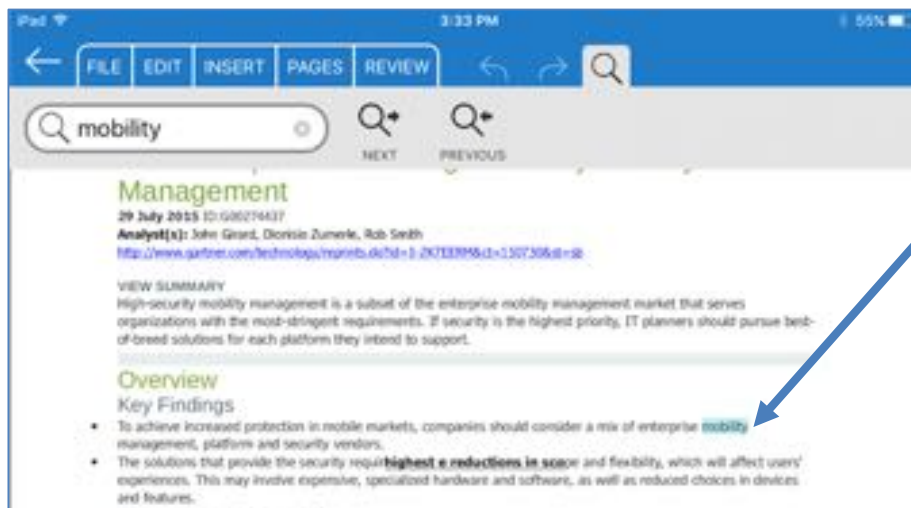 iPad 3:33 PM 55%
FILE EDIT INSERT PAGES REVIEW
mobility NEXT PREVIOUS
Management
29 July 2015 ID:G00274437
Analyst(s): John Girard, Dionisio Zumerle, Rob Smith
VIEW SUMMARY
High-security mobility management is a subset of the enterprise mobility management market that serves
organizations with the most-stringent requirements. If security is the highest priority, IT planners should pursue best-
of-breed solutions for each platform they intend to support.
Overview
Key Findings
• To achieve increased protection in mobile markets, companies should consider a mix of enterprise mobility
management, platform and security vendors.
• The solutions that provide the security requirhighest e reductions in scope and flexibility, which will affect users'
experiences. This may involve expensive, specialized hardware and software, as well as reduced choices in devices
and features.